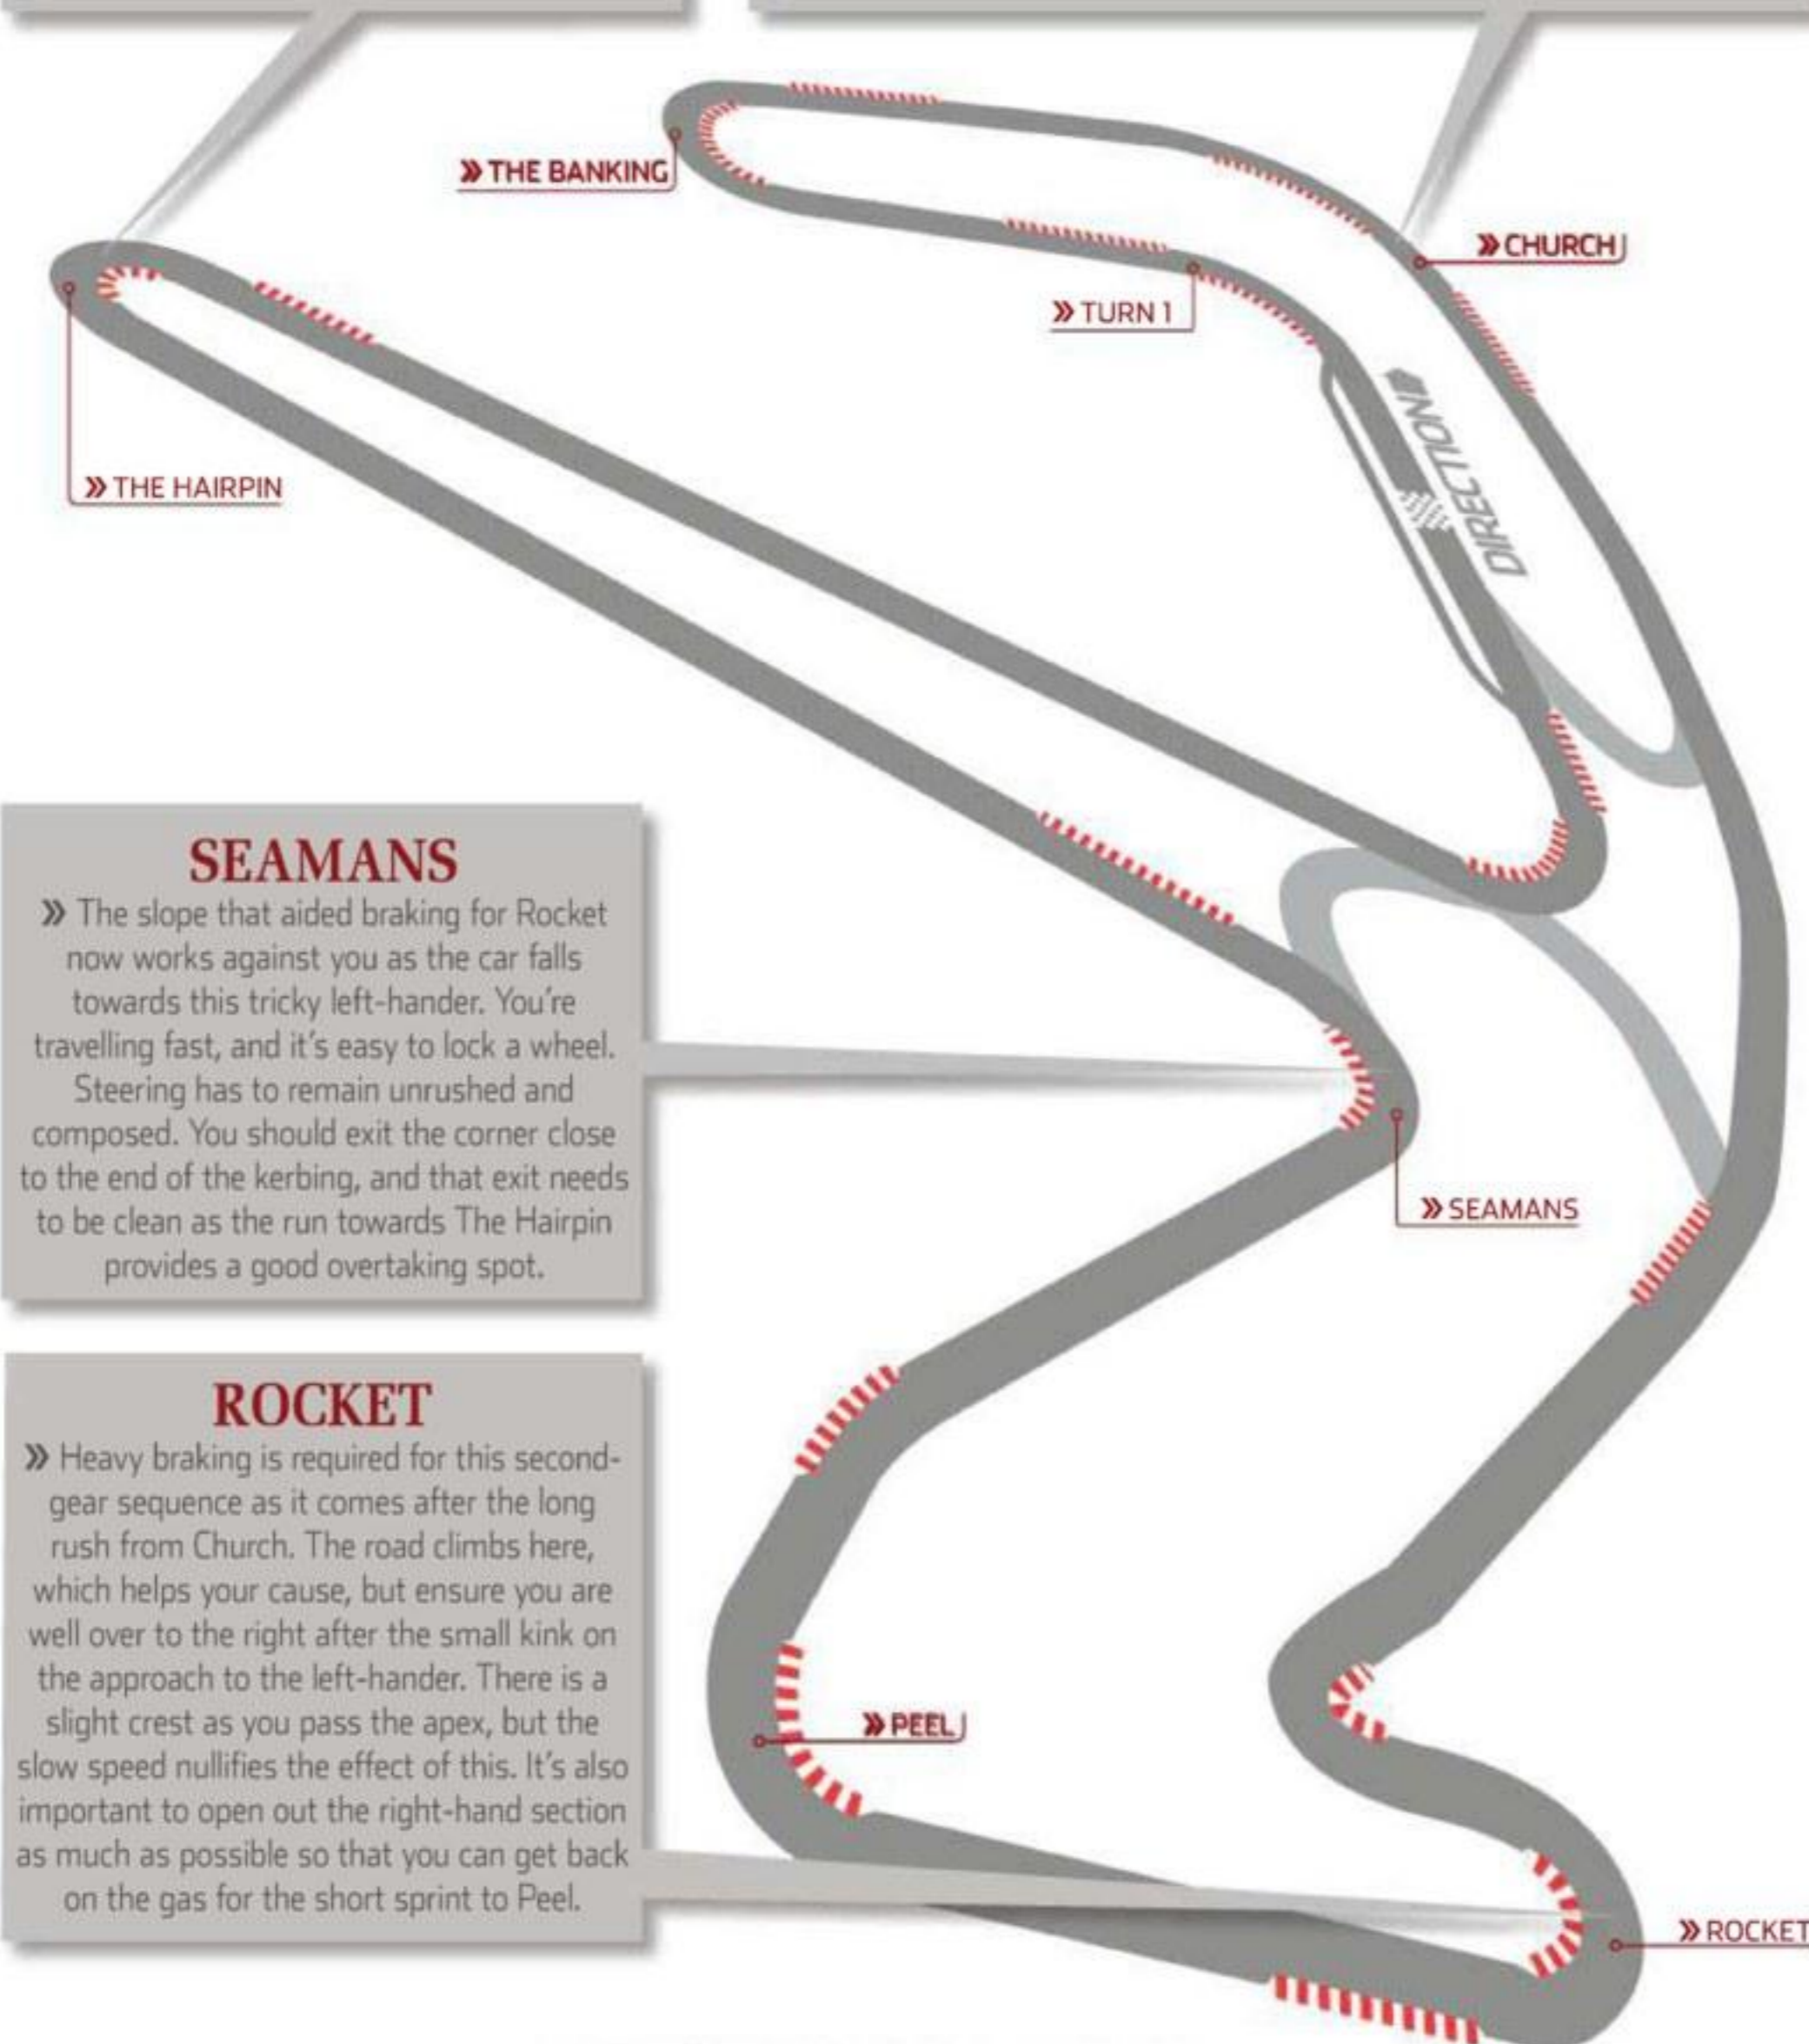 » THE BANKING
» CHURCH
» TURN 1
DIRECTION
» THE HAIRPIN
SEAMANS
» The slope that aided braking for Rocket
now works against you as the car falls
towards this tricky left-hander. You're
travelling fast, and it's easy to lock a wheel.
Steering has to remain unrushed and
composed. You should exit the corner close
to the end of the kerbing, and that exit needs
to be clean as the run towards The Hairpin
provides a good overtaking spot.
» SEAMANS
ROCKET
» Heavy braking is required for this second-
gear sequence as it comes after the long
rush from Church. The road climbs here,
which helps your cause, but ensure you are
well over to the right after the small kink on
the approach to the left-hander. There is a
slight crest as you pass the apex, but the
slow speed nullifies the effect of this. It's also
important to open out the right-hand section
as much as possible so that you can get back
on the gas for the short sprint to Peel.
» PEEL
» ROCKET